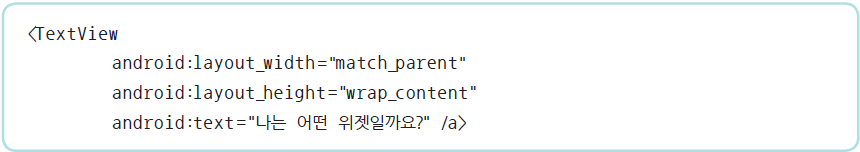 <TextView
android:layout_width="match_parent"
android:layout_height="wrap_content"
android:text="나는 어떤 위젯일까요?" /a>